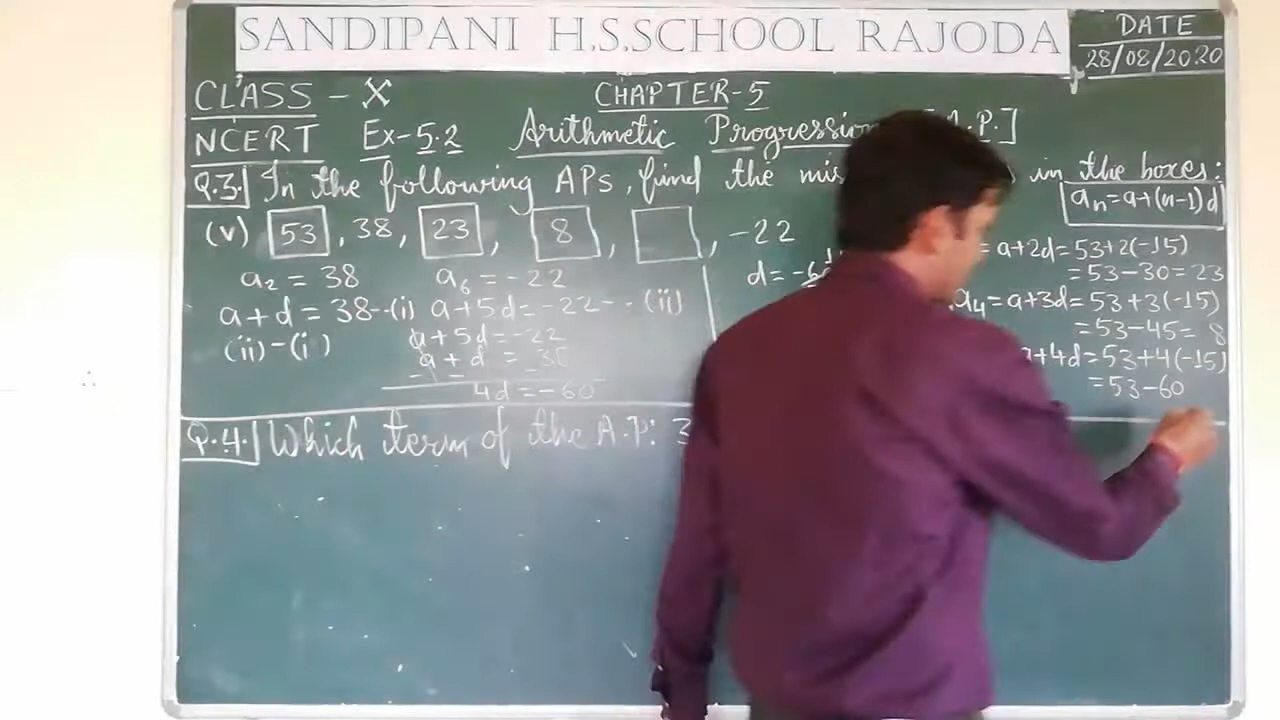 SANDIPANI H.S.SCHOOL RAJODA
DATE
28/08/2020
CLASS - X
CHAPTER-5
NCERT Ex-5.2 Arithmetic Progression [A.P.]
Q.3. In the following APs, find the in the boxes:
an=a+(n-1)d
(v) 53, 38, 23, 8, , -22
a2 = 38 a6 = -22
a+d = 38--(i) a+5d=-22--(ii)
(ii)-(i) a+5d=-22
a+d = 38
4d=-60
d=-60
=a+2d=53+2(-15)
=53-30=23
a4=a+3d=53+3(-15)
=53-45=8
+4d=53+4(-15)
=53-60
Q.4. Which term of the A.P: 3